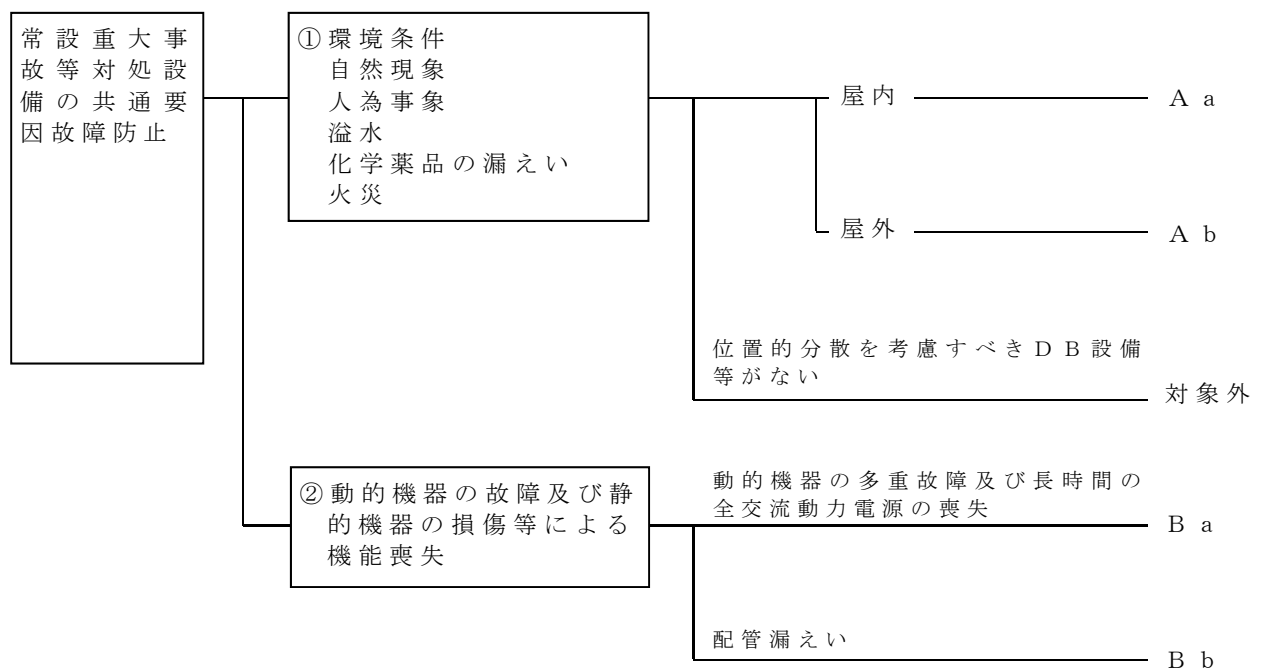 常設重大事
故等対処設
備の共通要
因故障防止
①環境条件
自然現象
人為事象
溢水
化学薬品の漏えい
火災
屋内
Ａａ
屋外
Ａｂ
位置的分散を考慮すべきＤＢ設備
等がない
対象外
②動的機器の故障及び静
的機器の損傷等による
機能喪失
動的機器の多重故障及び長時間の
全交流動力電源の喪失
Ｂａ
配管漏えい
Ｂｂ